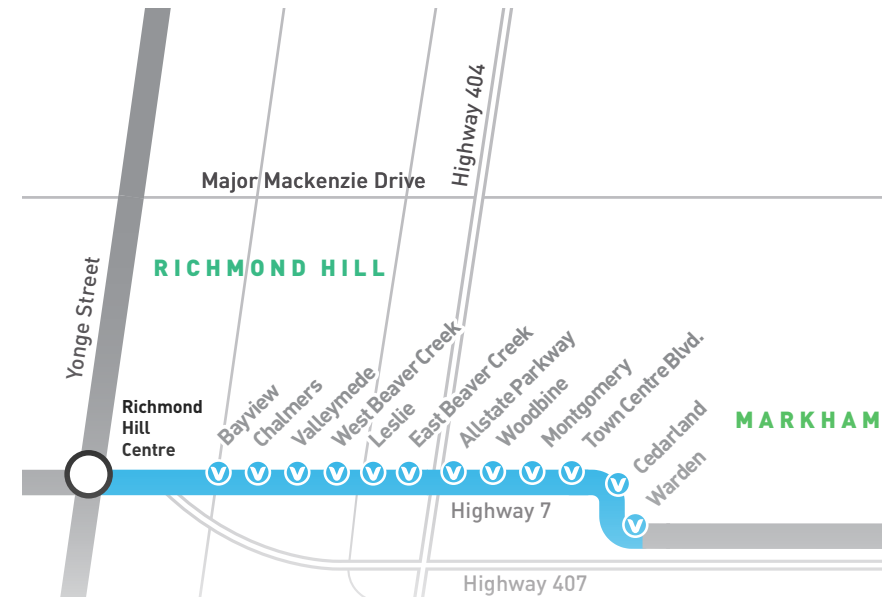 Highway 404
Major Mackenzie Drive
RICHMOND HILL
Yonge Street
Richmond
Hill
Centre
Bayview
Chalmers
Valleymede
West Beaver Creek
Leslie
East Beaver Creek
Allstate Parkway
Woodbine
Montgomery
Town Centre Blvd.
Cedarland
Warden
MARKHAM
Highway 7
Highway 407